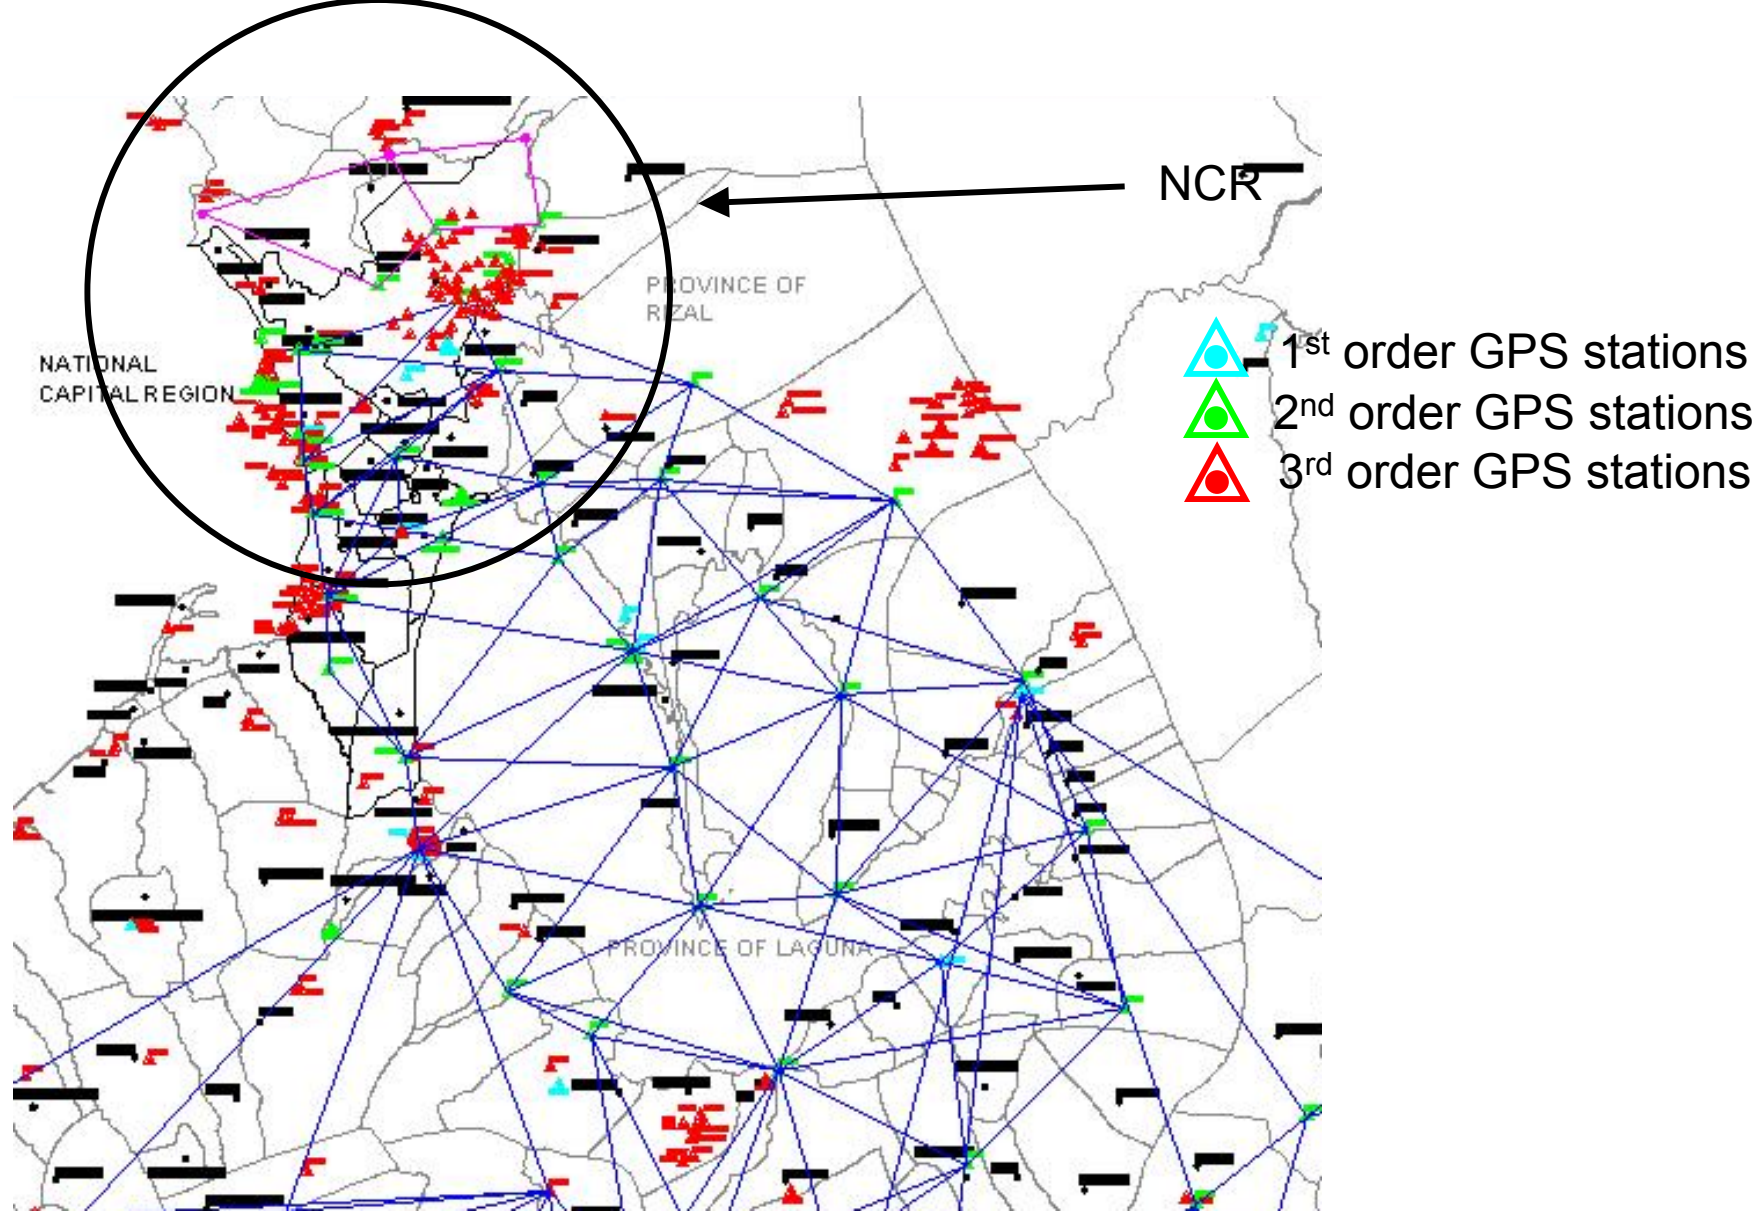 NCR
PROVINCE OF
RIZAL
NATIONAL
CAPITAL REGION
1st order GPS stations
2nd order GPS stations
3rd order GPS stations
PROVINCE OF LAGUNA